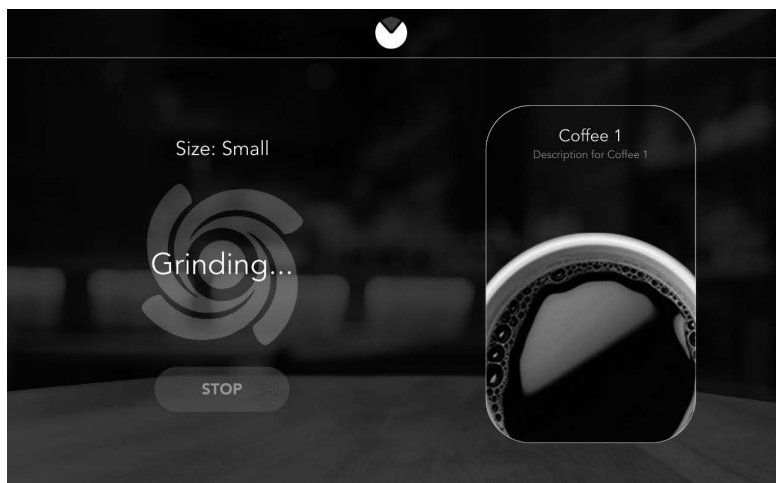 Size: Small
Grinding...
STOP
Coffee 1
Description for Coffee 1